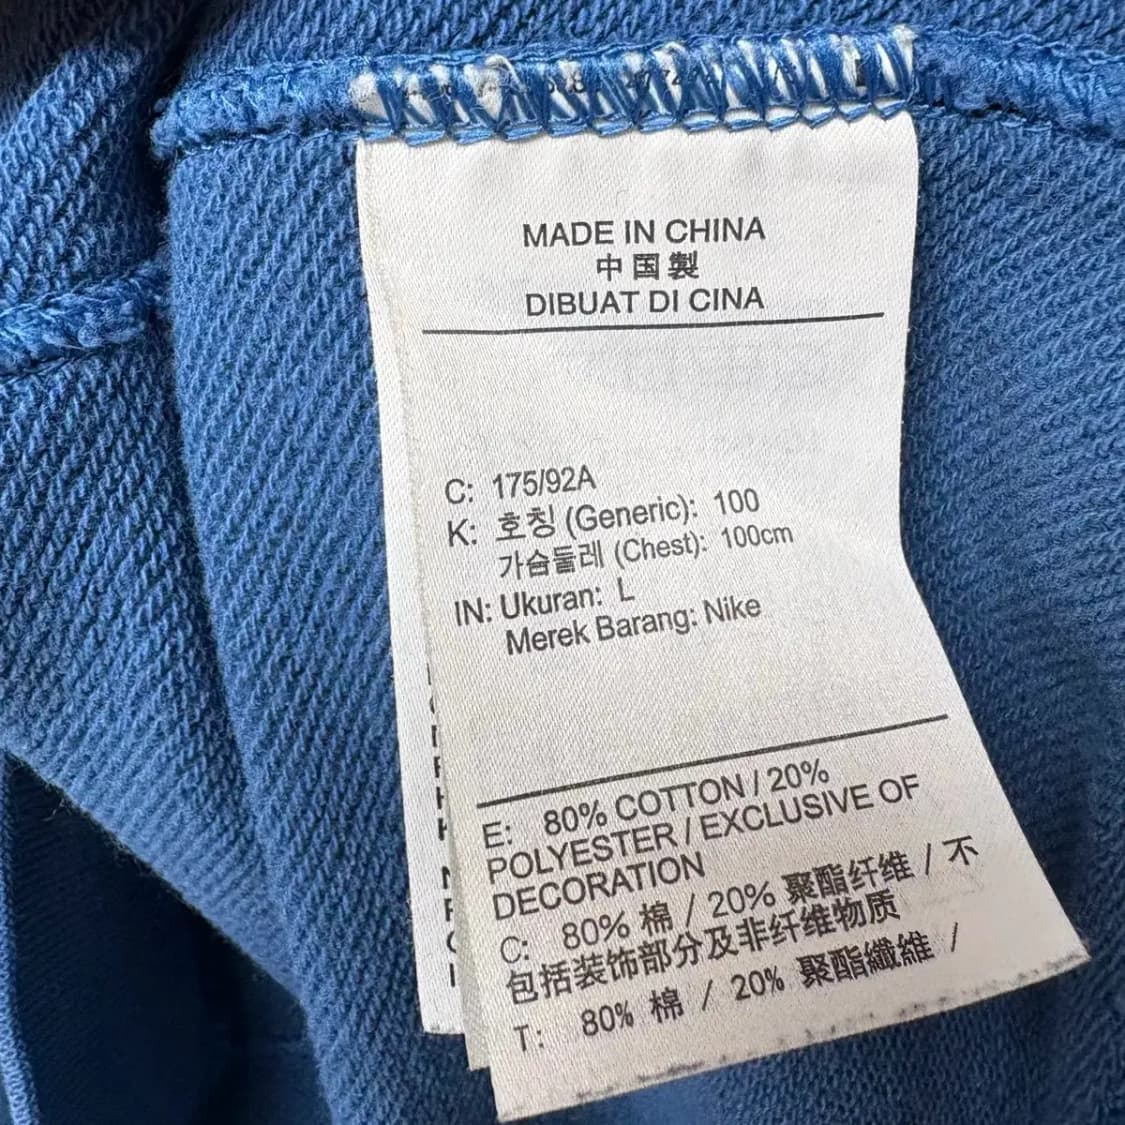 MADE IN CHINA
中国製
DIBUAT DI CINA
C: 175/92A
K: 호칭 (Generic): 100
가슴둘레 (Chest): 100cm
IN: Ukuran: L
Merek Barang: Nike
E: 80% COTTON / 20%
POLYESTER / EXCLUSIVE OF
DECORATION
C: 80% 棉 / 20% 聚酯纤维 / 不
包括装饰部分及非纤维物质
T: 80% 棉 / 20% 聚酯纖維 /